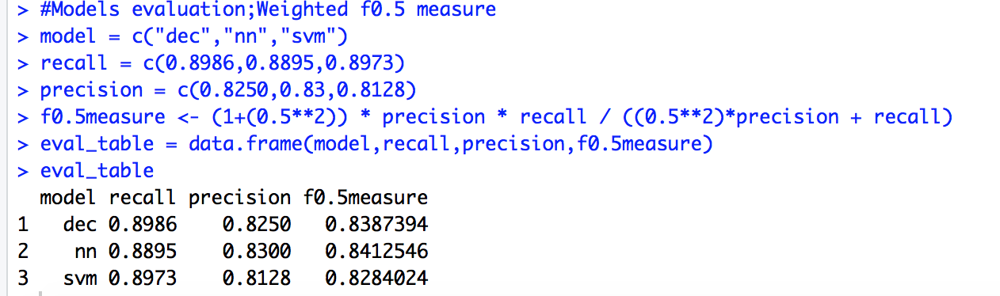 > #Models evaluation;Weighted f0.5 measure
> model = c("dec","nn","svm")
> recall = c(0.8986,0.8895,0.8973)
> precision = c(0.8250,0.83,0.8128)
> f0.5measure <- (1+(0.5**2)) * precision * recall / ((0.5**2)*precision + recall)
> eval_table = data.frame(model,recall,precision,f0.5measure)
> eval_table
  model recall precision f0.5measure
1   dec 0.8986    0.8250   0.8387394
2    nn 0.8895    0.8300   0.8412546
3   svm 0.8973    0.8128   0.8284024